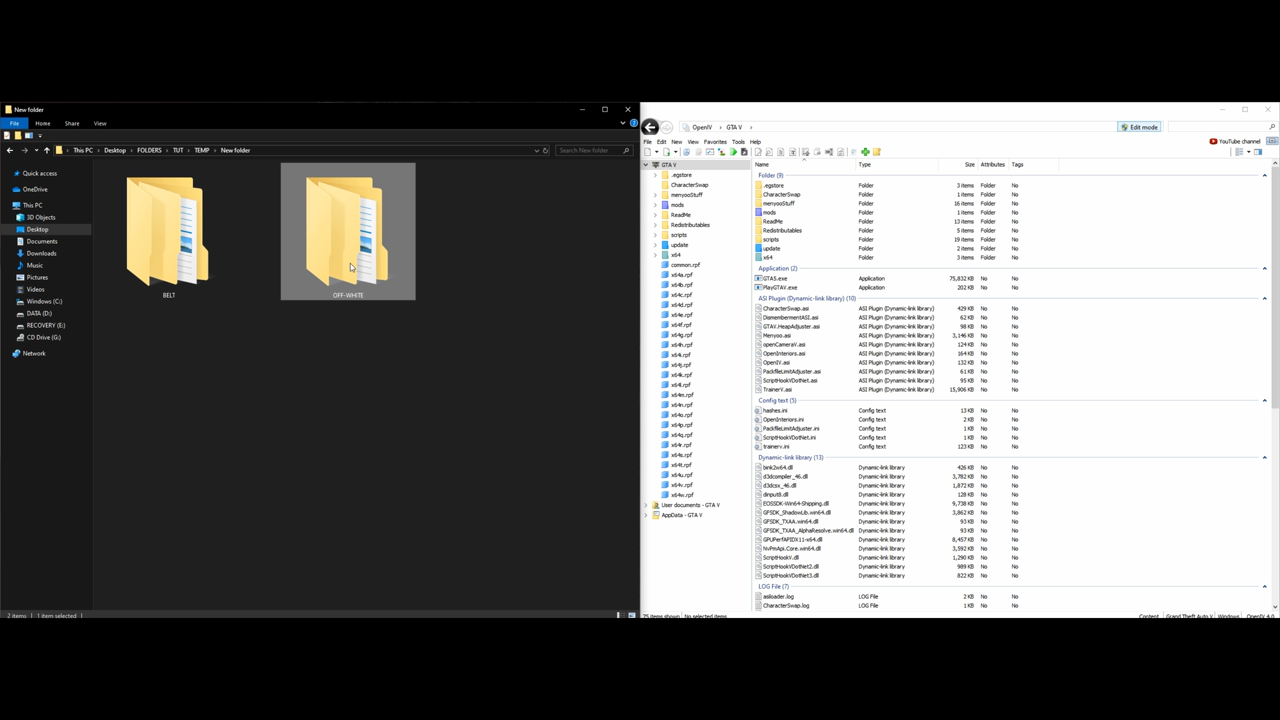 New folder
File Home Share View
This PC > Desktop > FOLDERS > TUT > TEMP > New folder
Search New folder
Quick access
OneDrive
This PC
3D Objects
Desktop
Documents
Downloads
Music
Pictures
Videos
Windows (C:)
DATA (D:)
RECOVERY (E:)
CD Drive (G:)
Network
BELT
OFF-WHITE
2 items 1 item selected
OpenIV > GTA V >
Edit mode
File Edit New View Favorites Tools Help
YouTube channel
GTA V
.egstore
CharacterSwap
menyooStuff
mods
ReadMe
Redistributables
scripts
update
x64
common.rpf
x64a.rpf
x64b.rpf
x64c.rpf
x64d.rpf
x64e.rpf
x64f.rpf
x64g.rpf
x64h.rpf
x64i.rpf
x64j.rpf
x64k.rpf
x64l.rpf
x64m.rpf
x64n.rpf
x64o.rpf
x64p.rpf
x64q.rpf
x64r.rpf
x64s.rpf
x64t.rpf
x64u.rpf
x64v.rpf
x64w.rpf
User documents - GTA V
AppData - GTA V
Name Type Size Attributes Tags
Folder (9)
.egstore Folder 3 items Folder No
CharacterSwap Folder 1 items Folder No
menyooStuff Folder 16 items Folder No
mods Folder 1 items Folder No
ReadMe Folder 13 items Folder No
Redistributables Folder 5 items Folder No
scripts Folder 19 items Folder No
update Folder 2 items Folder No
x64 Folder 3 items Folder No
Application (2)
GTA5.exe Application 75,832 KB No No
PlayGTAV.exe Application 202 KB No No
ASI Plugin (Dynamic-link library) (10)
CharacterSwap.asi ASI Plugin (Dynamic-link library) 429 KB No No
DismembermentASI.asi ASI Plugin (Dynamic-link library) 62 KB No No
GTAV.HeapAdjuster.asi ASI Plugin (Dynamic-link library) 98 KB No No
Menyoo.asi ASI Plugin (Dynamic-link library) 3,146 KB No No
openCameraV.asi ASI Plugin (Dynamic-link library) 124 KB No No
OpenInteriors.asi ASI Plugin (Dynamic-link library) 164 KB No No
OpenIV.asi ASI Plugin (Dynamic-link library) 132 KB No No
PackfileLimitAdjuster.asi ASI Plugin (Dynamic-link library) 61 KB No No
ScriptHookVDotNet.asi ASI Plugin (Dynamic-link library) 95 KB No No
TrainerV.asi ASI Plugin (Dynamic-link library) 15,906 KB No No
Config text (5)
hashes.ini Config text 13 KB No No
OpenInteriors.ini Config text 2 KB No No
PackfileLimitAdjuster.ini Config text 1 KB No No
ScriptHookVDotNet.ini Config text 1 KB No No
trainerv.ini Config text 123 KB No No
Dynamic-link library (13)
bink2w64.dll Dynamic-link library 426 KB No No
d3dcompiler_46.dll Dynamic-link library 3,782 KB No No
d3dcsx_46.dll Dynamic-link library 1,872 KB No No
dinput8.dll Dynamic-link library 128 KB No No
EOSSDK-Win64-Shipping.dll Dynamic-link library 9,738 KB No No
GFSDK_ShadowLib.win64.dll Dynamic-link library 3,862 KB No No
GFSDK_TXAA.win64.dll Dynamic-link library 93 KB No No
GFSDK_TXAA_AlphaResolve.win64.dll Dynamic-link library 93 KB No No
GPUPerfAPIDX11-x64.dll Dynamic-link library 8,457 KB No No
NvPmApi.Core.win64.dll Dynamic-link library 3,592 KB No No
ScriptHookV.dll Dynamic-link library 1,290 KB No No
ScriptHookVDotNet2.dll Dynamic-link library 989 KB No No
ScriptHookVDotNet3.dll Dynamic-link library 822 KB No No
LOG File (7)
asiloader.log LOG File 2 KB No No
CharacterSwap.log LOG File 1 KB No No
75 items shown No selected items Content Grand Theft Auto V Windows OpenIV 4.0